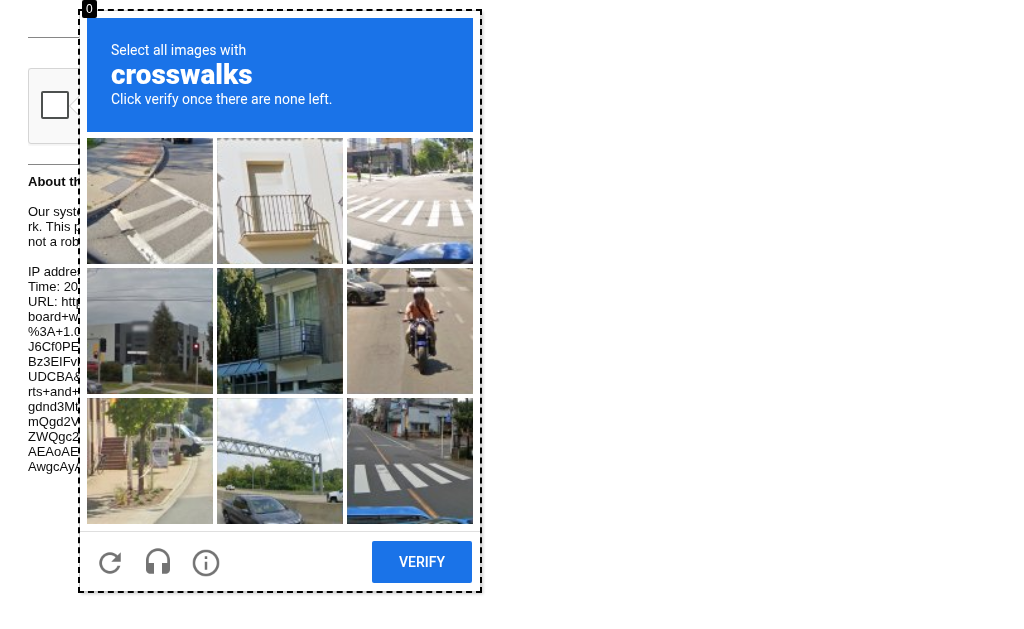 0
Select all images with
crosswalks
Click verify once there are none left.
About th
Our syst
rk. This p
not a rob
IP addre
Time: 20
URL: http
board+w
%3A+1.0
J6Cf0PE
Bz3EIFv
UDCBA&
rts+and+
gdnd3M
mQgd2V
ZWQgc2
AEAoAE
AwgcAy
VERIFY